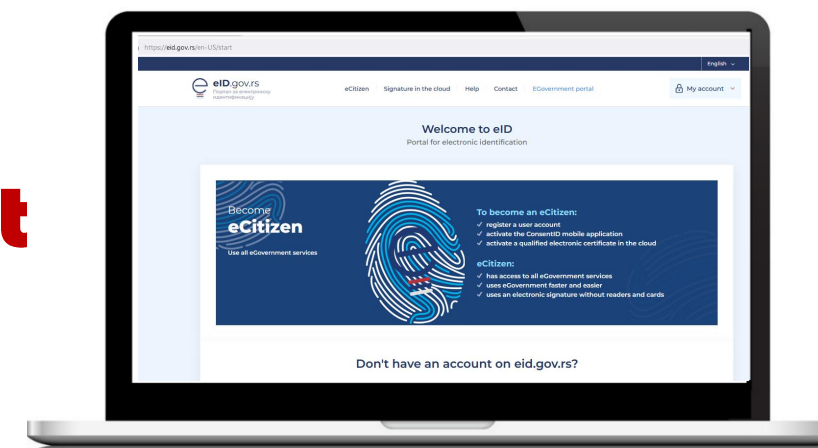 https://eid.gov.rs/en-US/start
English
eID.gov.rs
Портал за електронску
идентификацију
eCitizen Signature in the cloud Help Contact EGovernment portal
My account
Welcome to eID
Portal for electronic identification
Become
eCitizen
Use all eGovernment services
To become an eCitizen:
✓ register a user account
✓ activate the ConsentID mobile application
✓ activate a qualified electronic certificate in the cloud
eCitizen:
✓ has access to all eGovernment services
✓ uses eGovernment faster and easier
✓ uses an electronic signature without readers and cards
Don't have an account on eid.gov.rs?
t